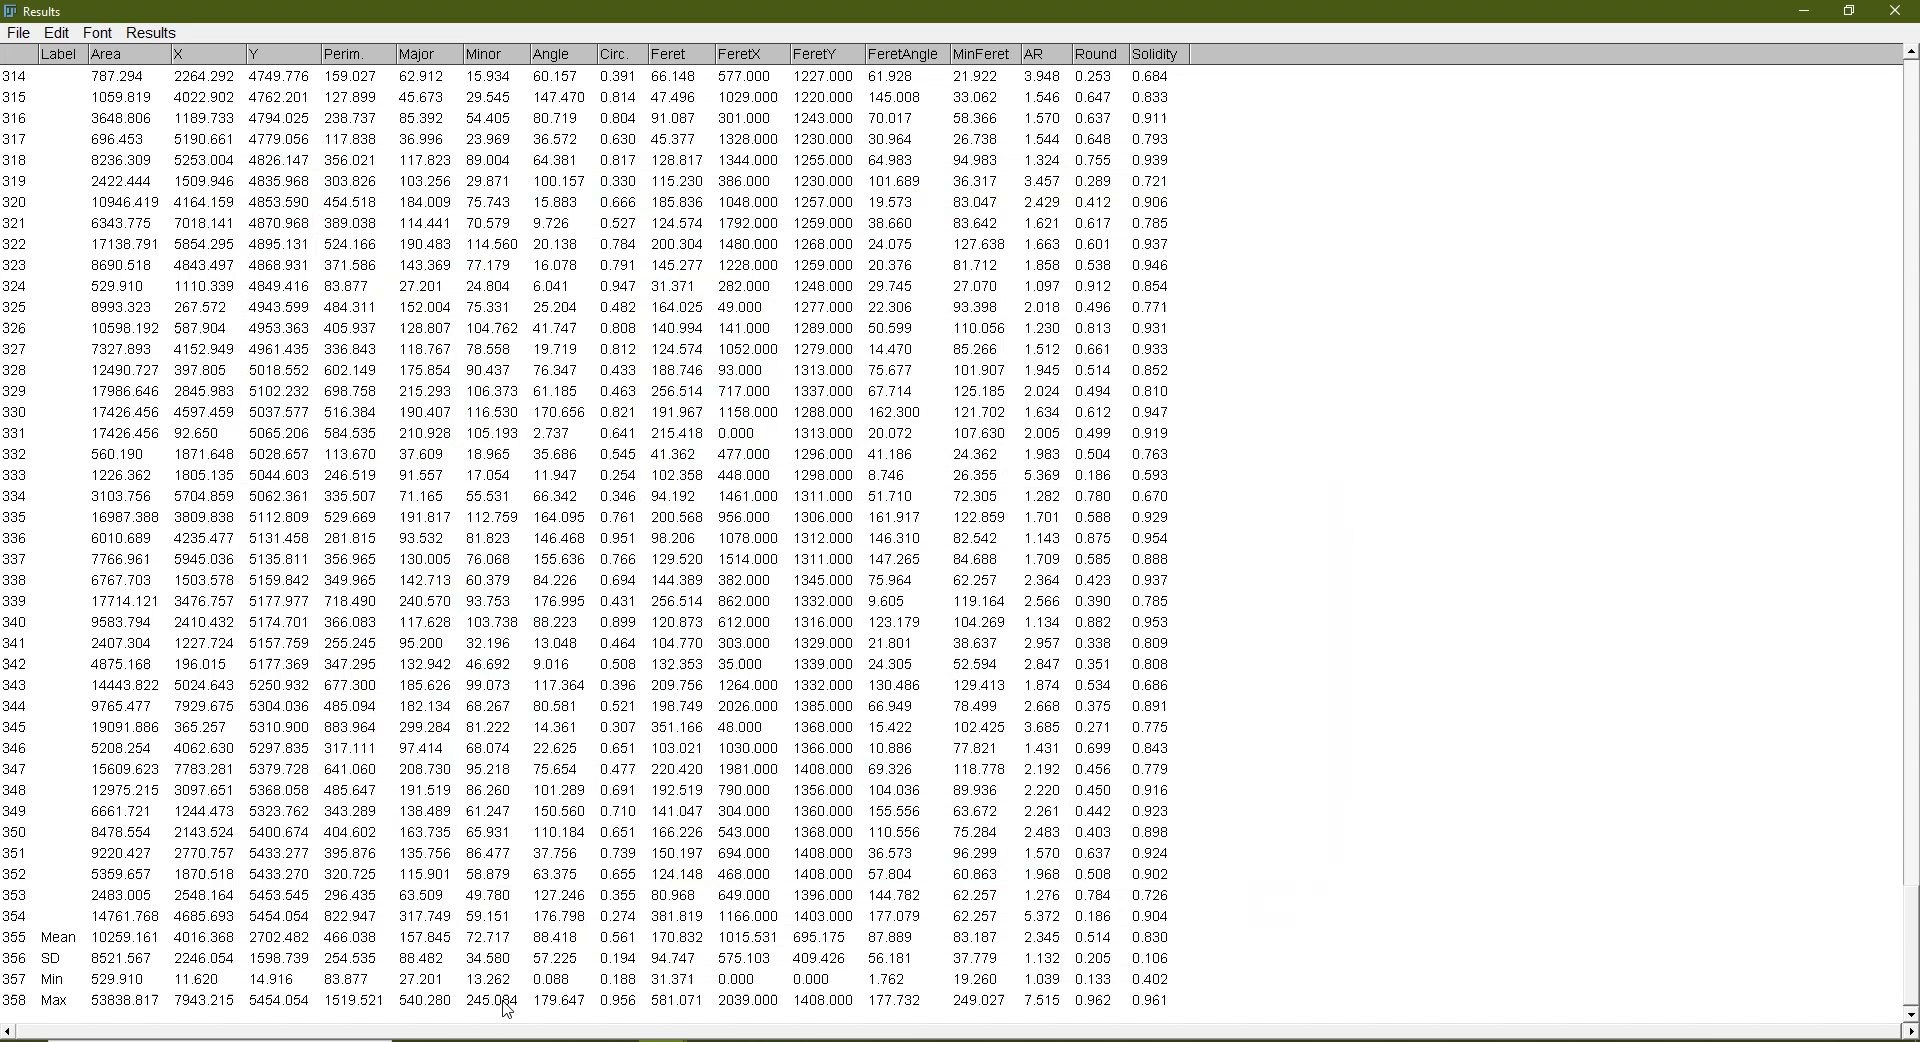 Results
File Edit Font Results
Label Area X Y Perim. Major Minor Angle Circ. Feret FeretX FeretY FeretAngle MinFeret AR Round Solidity
314 787.294 2264.292 4749.776 159.027 62.912 15.934 60.157 0.391 66.148 577.000 1227.000 61.928 21.922 3.948 0.253 0.684
315 1059.819 4022.902 4762.201 127.899 45.673 29.545 147.470 0.814 47.496 1029.000 1220.000 145.008 33.062 1.546 0.647 0.833
316 3648.806 1189.733 4794.025 238.737 85.392 54.405 80.719 0.804 91.087 301.000 1243.000 70.017 58.366 1.570 0.637 0.911
317 696.453 5190.661 4779.056 117.838 36.996 23.969 36.572 0.630 45.377 1328.000 1230.000 30.964 26.738 1.544 0.648 0.793
318 8236.309 5253.004 4826.147 356.021 117.823 89.004 64.381 0.817 128.817 1344.000 1255.000 64.983 94.983 1.324 0.755 0.939
319 2422.444 1509.946 4835.968 303.826 103.256 29.871 100.157 0.330 115.230 386.000 1230.000 101.689 36.317 3.457 0.289 0.721
320 10946.419 4164.159 4853.590 454.518 184.009 75.743 15.883 0.666 185.836 1048.000 1257.000 19.573 83.047 2.429 0.412 0.906
321 6343.775 7018.141 4870.968 389.038 114.441 70.579 9.726 0.527 124.574 1792.000 1259.000 38.660 83.642 1.621 0.617 0.785
322 17138.791 5854.295 4895.131 524.166 190.483 114.560 20.138 0.784 200.304 1480.000 1268.000 24.075 127.638 1.663 0.601 0.937
323 8690.518 4843.497 4868.931 371.586 143.369 77.179 16.078 0.791 145.277 1228.000 1259.000 20.376 81.712 1.858 0.538 0.946
324 529.910 1110.339 4849.416 83.877 27.201 24.804 6.041 0.947 31.371 282.000 1248.000 29.745 27.070 1.097 0.912 0.854
325 8993.323 267.572 4943.599 484.311 152.004 75.331 25.204 0.482 164.025 49.000 1277.000 22.306 93.398 2.018 0.496 0.771
326 10598.192 587.904 4953.363 405.937 128.807 104.762 41.747 0.808 140.994 141.000 1289.000 50.599 110.056 1.230 0.813 0.931
327 7327.893 4152.949 4961.435 336.843 118.767 78.558 19.719 0.812 124.574 1052.000 1279.000 14.470 85.266 1.512 0.661 0.933
328 12490.727 397.805 5018.552 602.149 175.854 90.437 76.347 0.433 188.746 93.000 1313.000 75.677 101.907 1.945 0.514 0.852
329 17986.646 2845.983 5102.232 698.758 215.293 106.373 61.185 0.463 256.514 717.000 1337.000 67.714 125.185 2.024 0.494 0.810
330 17426.456 4597.459 5037.577 516.384 190.407 116.530 170.656 0.821 191.967 1158.000 1288.000 162.300 121.702 1.634 0.612 0.947
331 17426.456 92.650 5065.206 584.535 210.928 105.193 2.737 0.641 215.418 0.000 1313.000 20.072 107.630 2.005 0.499 0.919
332 560.190 1871.648 5028.657 113.670 37.609 18.965 35.686 0.545 41.362 477.000 1296.000 41.186 24.362 1.983 0.504 0.763
333 1226.362 1805.135 5044.603 246.519 91.557 17.054 11.947 0.254 102.358 448.000 1298.000 8.746 26.355 5.369 0.186 0.593
334 3103.756 5704.859 5062.361 335.507 71.165 55.531 66.342 0.346 94.192 1461.000 1311.000 51.710 72.305 1.282 0.780 0.670
335 16987.388 3809.838 5112.809 529.669 191.817 112.759 164.095 0.761 200.568 956.000 1306.000 161.917 122.859 1.701 0.588 0.929
336 6010.689 4235.477 5131.458 281.815 93.532 81.823 146.468 0.951 98.206 1078.000 1312.000 146.310 82.542 1.143 0.875 0.954
337 7766.961 5945.036 5135.811 356.965 130.005 76.068 155.636 0.766 129.520 1514.000 1311.000 147.265 84.688 1.709 0.585 0.888
338 6767.703 1503.578 5159.842 349.965 142.713 60.379 84.226 0.694 144.389 382.000 1345.000 75.964 62.257 2.364 0.423 0.937
339 17714.121 3476.757 5177.977 718.490 240.570 93.753 176.995 0.431 256.514 862.000 1332.000 9.605 119.164 2.566 0.390 0.785
340 9583.794 2410.432 5174.701 366.083 117.628 103.738 88.223 0.899 120.873 612.000 1316.000 123.179 104.269 1.134 0.882 0.953
341 2407.304 1227.724 5157.759 255.245 95.200 32.196 13.048 0.464 104.770 303.000 1329.000 21.801 38.637 2.957 0.338 0.809
342 4875.168 196.015 5177.369 347.295 132.942 46.692 9.016 0.508 132.353 35.000 1339.000 24.305 52.594 2.847 0.351 0.808
343 14443.822 5024.643 5250.932 677.300 185.626 99.073 117.364 0.396 209.756 1264.000 1332.000 130.486 129.413 1.874 0.534 0.686
344 9765.477 7929.675 5304.036 485.094 182.134 68.267 80.581 0.521 198.749 2026.000 1385.000 66.949 78.499 2.668 0.375 0.891
345 19091.886 365.257 5310.900 883.964 299.284 81.222 14.361 0.307 351.166 48.000 1368.000 15.422 102.425 3.685 0.271 0.775
346 5208.254 4062.630 5297.835 317.111 97.414 68.074 22.625 0.651 103.021 1030.000 1366.000 10.886 77.821 1.431 0.699 0.843
347 15609.623 7783.281 5379.728 641.060 208.730 95.218 75.654 0.477 220.420 1981.000 1408.000 69.326 118.778 2.192 0.456 0.779
348 12975.215 3097.651 5368.058 485.647 191.519 86.260 101.289 0.691 192.519 790.000 1356.000 104.036 89.936 2.220 0.450 0.916
349 6661.721 1244.473 5323.762 343.289 138.489 61.247 150.560 0.710 141.047 304.000 1360.000 155.556 63.672 2.261 0.442 0.923
350 8478.554 2143.524 5400.674 404.602 163.735 65.931 110.184 0.651 166.226 543.000 1368.000 110.556 75.284 2.483 0.403 0.898
351 9220.427 2770.757 5433.277 395.876 135.756 86.477 37.756 0.739 150.197 694.000 1408.000 36.573 96.299 1.570 0.637 0.924
352 5359.657 1870.518 5433.270 320.725 115.901 58.879 63.375 0.655 124.148 468.000 1408.000 57.804 60.863 1.968 0.508 0.902
353 2483.005 2548.164 5453.545 296.435 63.509 49.780 127.246 0.355 80.968 649.000 1396.000 144.782 62.257 1.276 0.784 0.726
354 14761.768 4685.693 5454.054 822.947 317.749 59.151 176.798 0.274 381.819 1166.000 1403.000 177.079 62.257 5.372 0.186 0.904
355 Mean 10259.161 4016.368 2702.482 466.038 157.845 72.717 88.418 0.561 170.832 1015.531 695.175 87.889 83.187 2.345 0.514 0.830
356 SD 8521.567 2246.054 1598.739 254.535 88.482 34.580 57.225 0.194 94.747 575.103 409.426 56.181 37.779 1.132 0.205 0.106
357 Min 529.910 11.620 14.916 83.877 27.201 13.262 0.088 0.188 31.371 0.000 0.000 1.762 19.260 1.039 0.133 0.402
358 Max 53838.817 7943.215 5454.054 1519.521 540.280 245.084 179.647 0.956 581.071 2039.000 1408.000 177.732 249.027 7.515 0.962 0.961